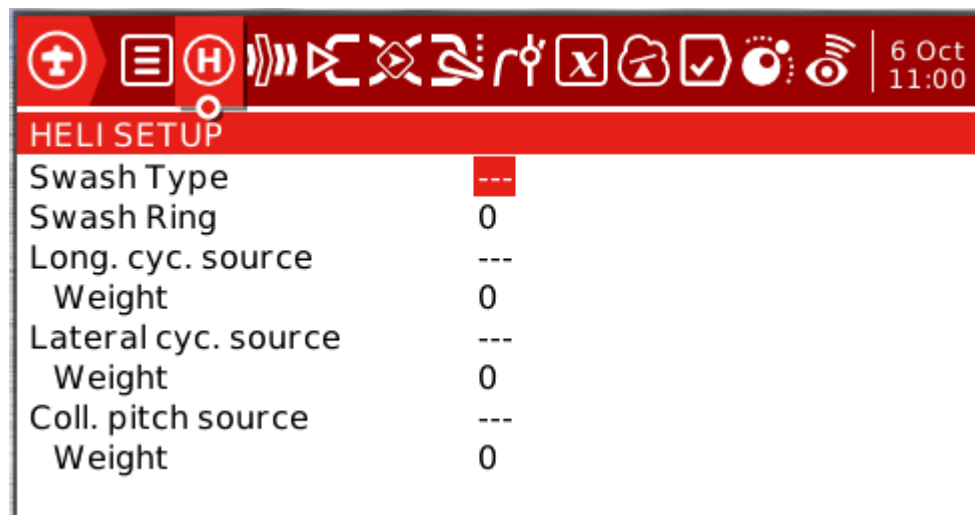 H x 6 Oct
11:00
HELI SETUP
Swash Type ---
Swash Ring 0
Long. cyc. source ---
Weight 0
Lateral cyc. source ---
Weight 0
Coll. pitch source ---
Weight 0